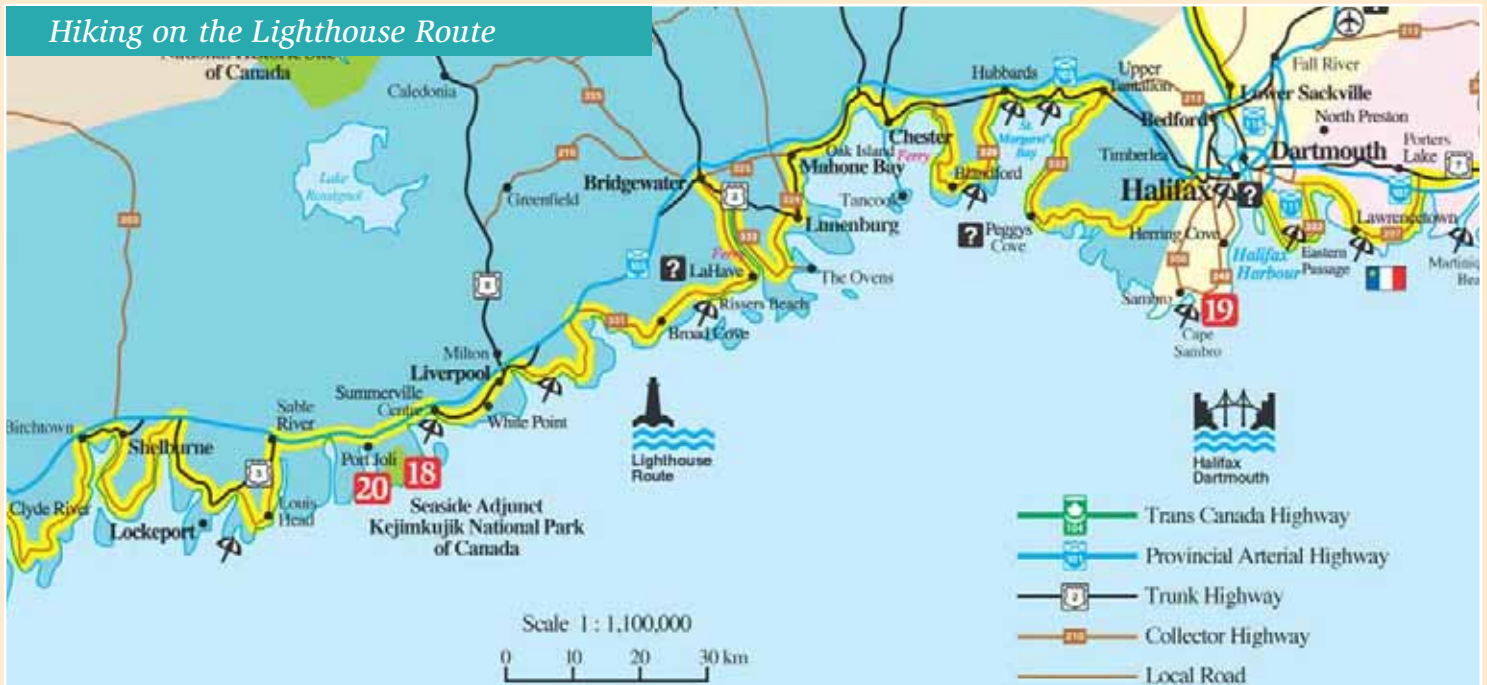 Hiking on the Lighthouse Route
of Canada
Caledonia
Hubbards
Upper
Tantallon
Fall River
Lower Sackville
Bedford
North Preston
Porters
Lake
Timberlea
Dartmouth
Halifax
Chester
Oak Island
Ferry
Mahone Bay
St.
Margaret's
Bay
Blandford
Tancook
Bridgewater
Lake
Rossignol
Greenfield
Lunenburg
Peggys
Cove
Herring Cove
Halifax
Harbour
Eastern
Passage
Lawrencetown
Ferry
LaHave
The Ovens
Rissers Beach
Broad Cove
Sambro
19
Cape
Sambro
Milton
Liverpool
Summerville
Centre
White Point
Sable
River
Birchtown
Shelburne
Port Joli
20
18
Seaside Adjunct
Kejimkujik National Park
of Canada
Clyde River
Louis
Head
Lockeport
Lighthouse
Route
Halifax
Dartmouth
Trans Canada Highway
Provincial Arterial Highway
Trunk Highway
Collector Highway
Local Road
Scale 1 : 1,100,000
0 10 20 30 km